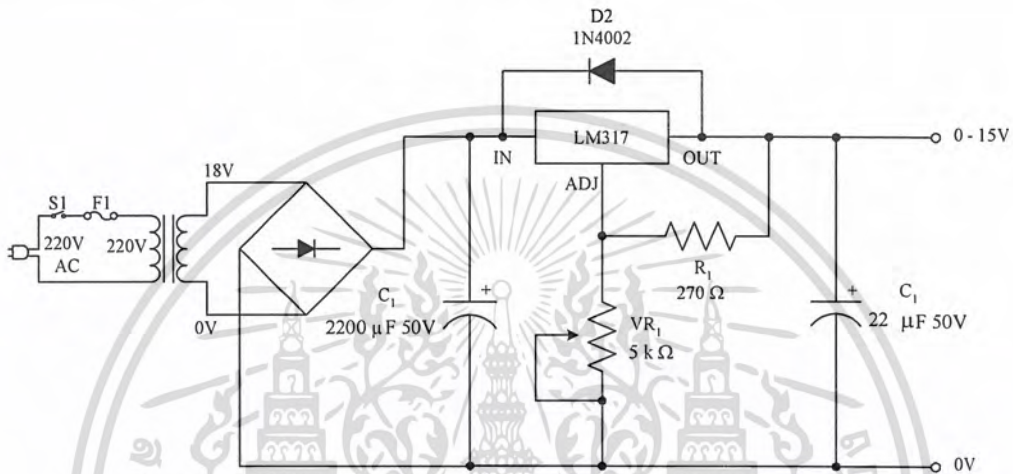 D2
1N4002
LM317
IN
OUT
ADJ
0 - 15V
18V
S1
F1
220V
220V
AC
0V
C1
2200 μF 50V
+
R1
270 Ω
VR1
5 k Ω
+
C1
22 μF 50V
0V